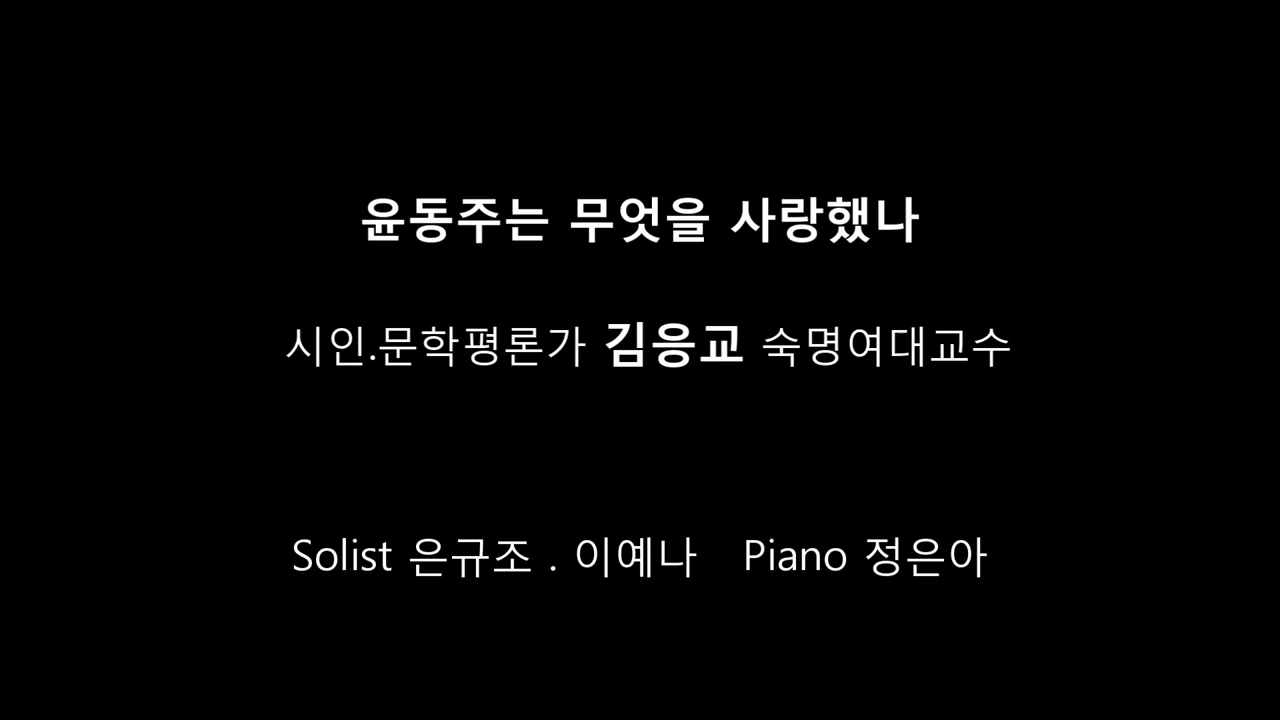 윤동주는 무엇을 사랑했나
시인.문학평론가 김응교 숙명여대교수
Solist 은규조 . 이예나 Piano 정은아